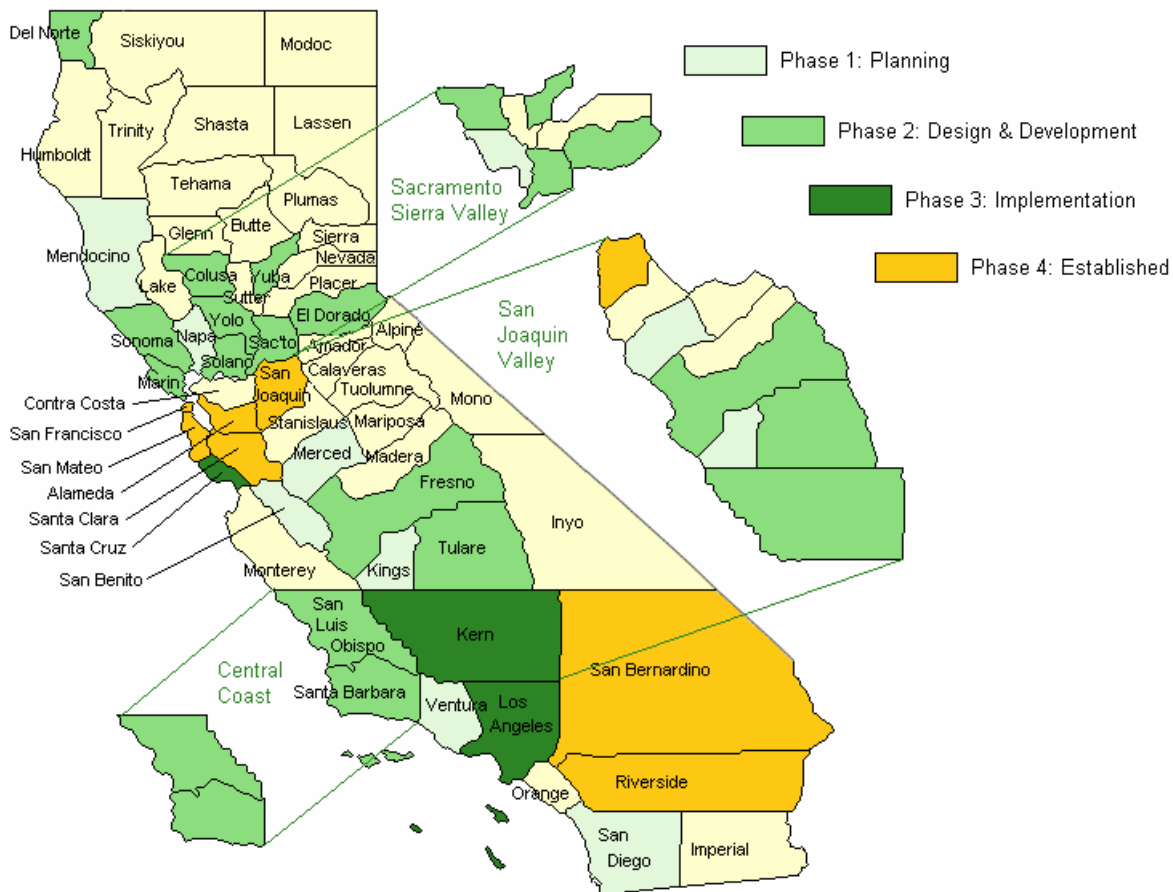 Del Norte
Siskiyou
Modoc
Phase 1: Planning
Trinity
Shasta
Lassen
Phase 2: Design & Development
Humboldt
Tehama
Plumas
Sacramento
Sierra Valley
Phase 3: Implementation
Butte
Glenn
Sierra
Mendocino
Nevada
Phase 4: Established
Lake
Colusa
Yuba
Placer
Sutter
San
Joaquin
Valley
El Dorado
Yolo
Napa
Sonoma
Sac'to
Alpine
Solano
Amador
Marin
San
Joaquin
Calaveras
Tuolumne
Mono
Contra Costa
San Francisco
Stanislaus
Mariposa
Merced
Madera
San Mateo
Alameda
Fresno
Santa Clara
Inyo
Santa Cruz
Tulare
San Benito
Monterey
Kings
San
Luis
Obispo
Kern
Central
Coast
San Bernardino
Santa Barbara
Ventura
Los
Angeles
Riverside
Orange
San
Diego
Imperial